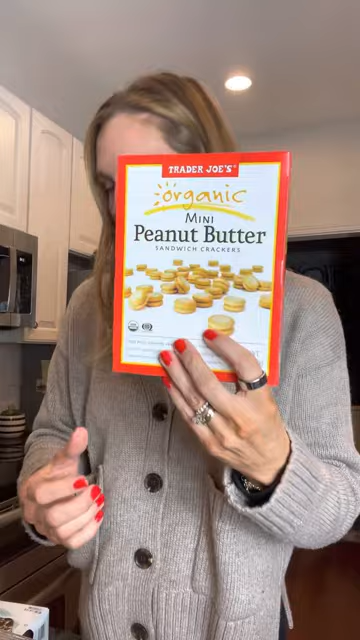 TRADER JOE'S
organic
MINI
Peanut Butter
SANDWICH CRACKERS